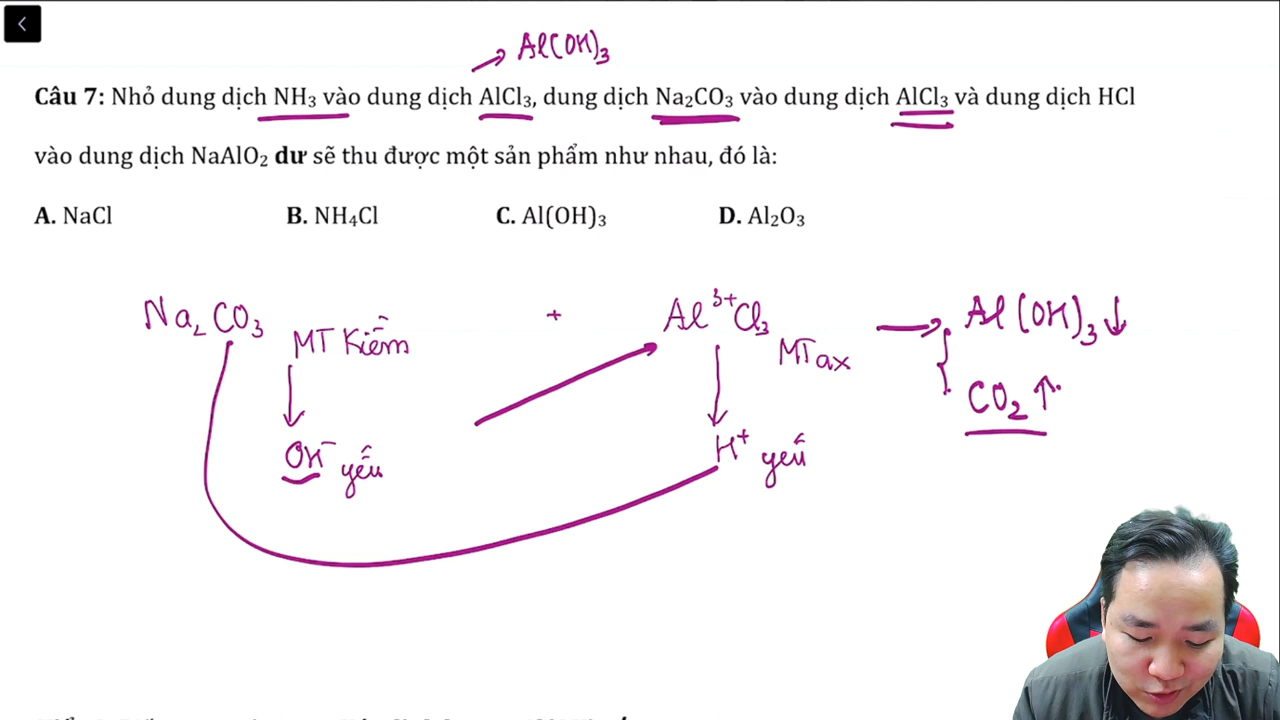 → Al(OH)₃
Câu 7: Nhỏ dung dịch NH₃ vào dung dịch AlCl₃, dung dịch Na₂CO₃ vào dung dịch AlCl₃ và dung dịch HCl
vào dung dịch NaAlO₂ dư sẽ thu được một sản phẩm như nhau, đó là:
A. NaCl B. NH₄Cl C. Al(OH)₃ D. Al₂O₃
Na₂CO₃ + Al³⁺Cl₃ → Al(OH)₃↓
MT Kiềm MT ax
CO₂↑
OH⁻ yếu H⁺ yếu